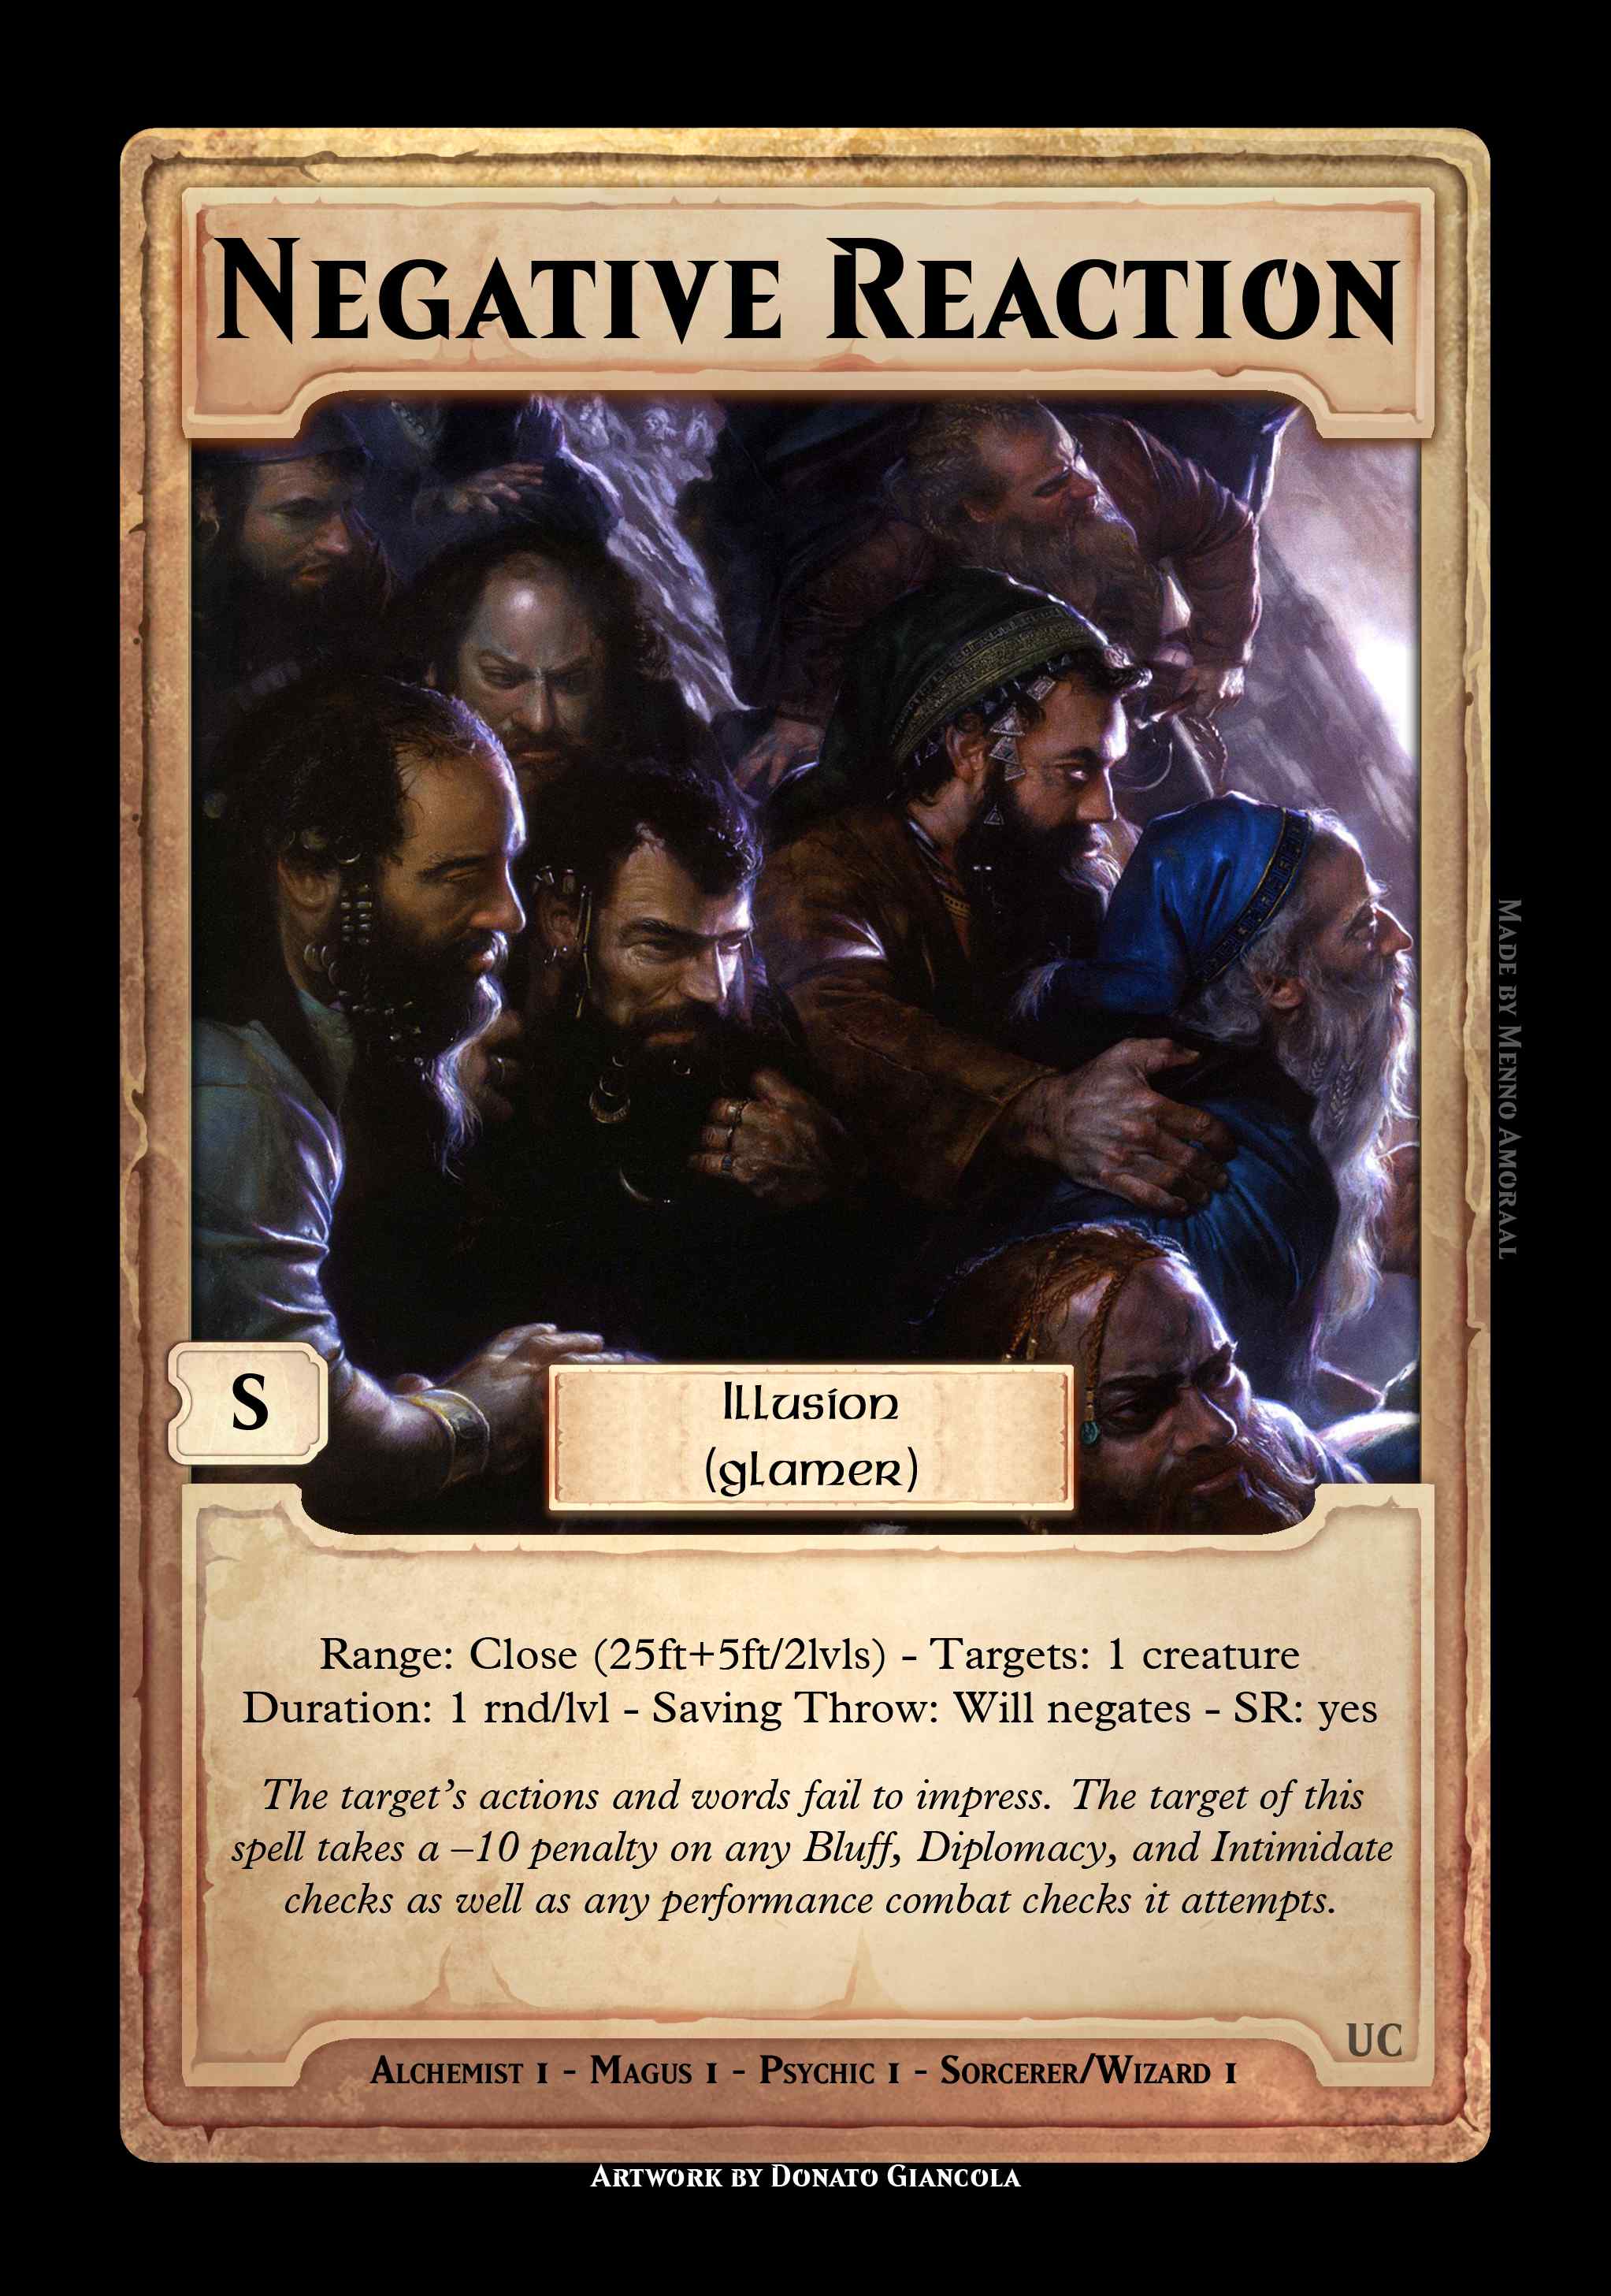 Negative Reaction
S
Illusion
(glamer)
Range: Close (25ft+5ft/2lvls) - Targets: 1 creature
Duration: 1 rnd/lvl - Saving Throw: Will negates - SR: yes
The target’s actions and words fail to impress. The target of this
spell takes a –10 penalty on any Bluff, Diplomacy, and Intimidate
checks as well as any performance combat checks it attempts.
UC
Alchemist 1 - Magus 1 - Psychic 1 - Sorcerer/Wizard 1
Artwork by Donato Giancola
Made by Menno Amoraal